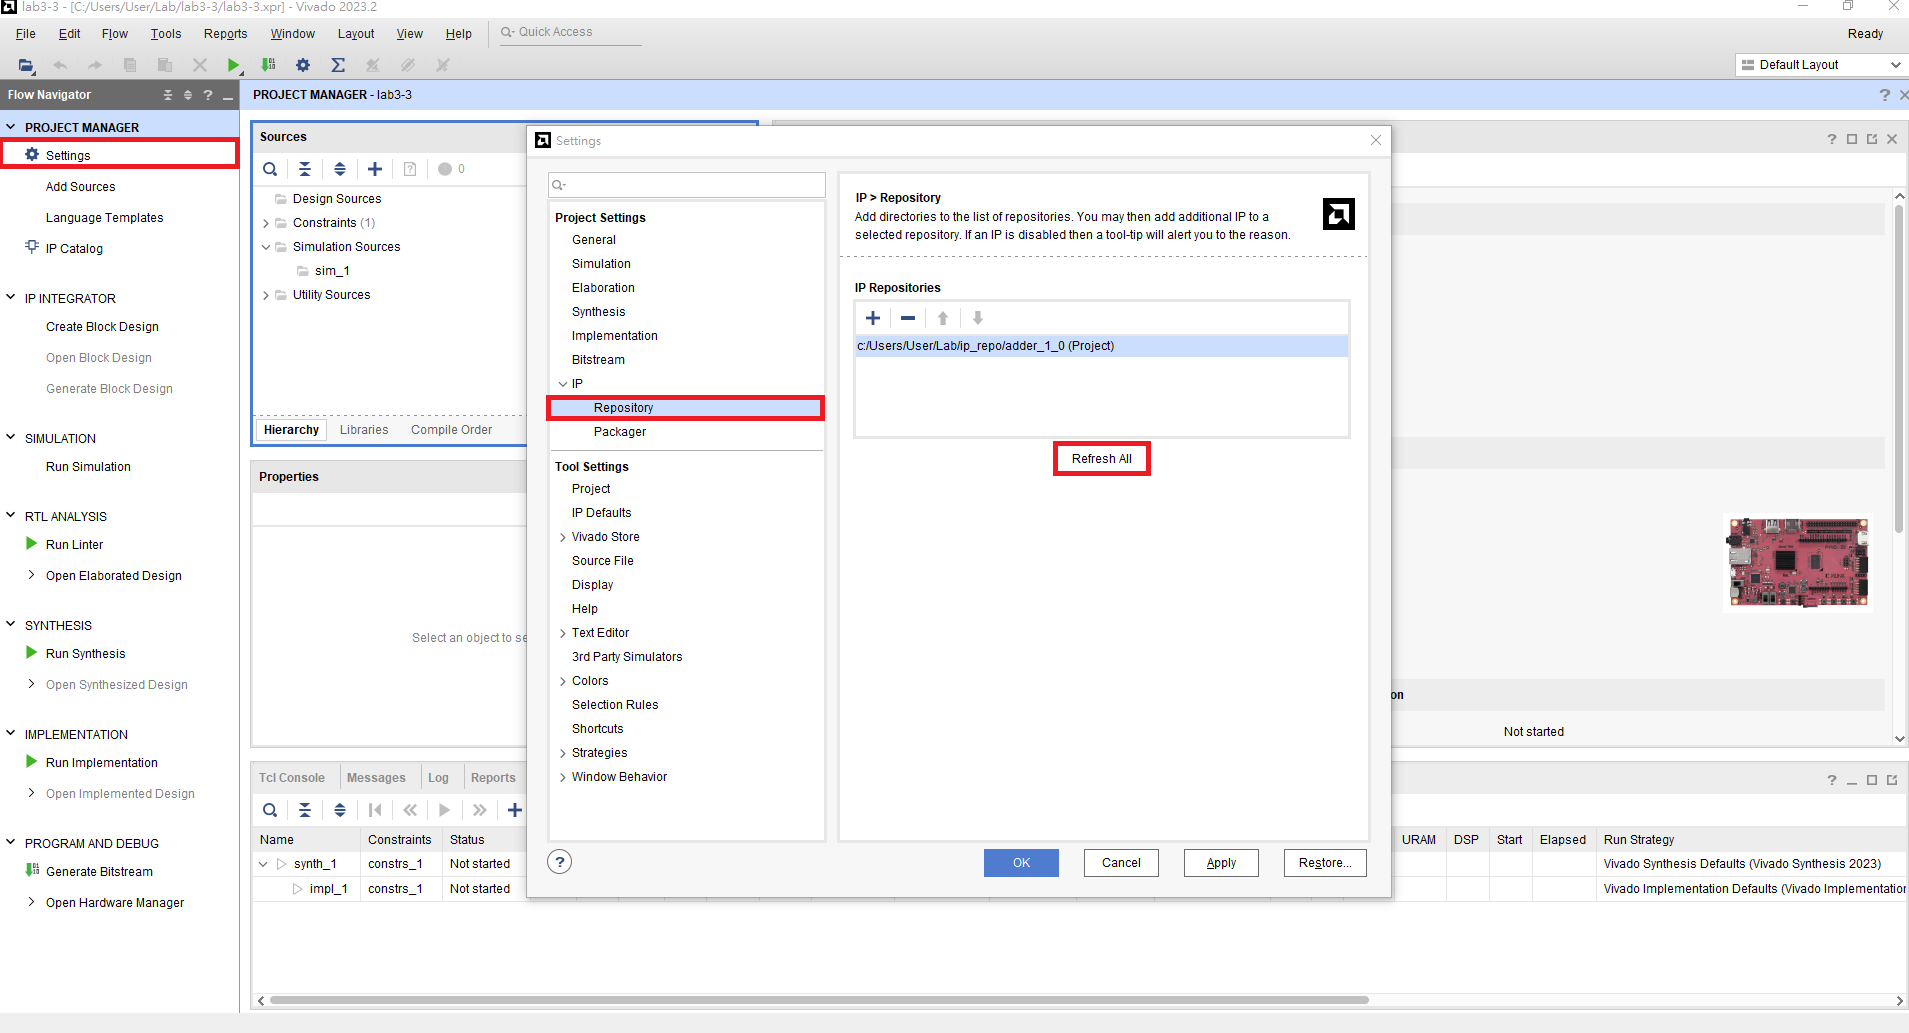 lab3-3 - [C:/Users/User/Lab/lab3-3/lab3-3.xpr] - Vivado 2023.2
File Edit Flow Tools Reports Window Layout View Help Quick Access
Ready
Default Layout
Flow Navigator
PROJECT MANAGER
Settings
Add Sources
Language Templates
IP Catalog
IP INTEGRATOR
Create Block Design
Open Block Design
Generate Block Design
SIMULATION
Run Simulation
RTL ANALYSIS
Run Linter
Open Elaborated Design
SYNTHESIS
Run Synthesis
Open Synthesized Design
IMPLEMENTATION
Run Implementation
Open Implemented Design
PROGRAM AND DEBUG
Generate Bitstream
Open Hardware Manager
PROJECT MANAGER - lab3-3
Sources
0
Design Sources
Constraints (1)
Simulation Sources
sim_1
Utility Sources
Hierarchy Libraries Compile Order
Properties
Select an object to se
Settings
Project Settings
General
Simulation
Elaboration
Synthesis
Implementation
Bitstream
IP
Repository
Packager
Tool Settings
Project
IP Defaults
Vivado Store
Source File
Display
Help
Text Editor
3rd Party Simulators
Colors
Selection Rules
Shortcuts
Strategies
Window Behavior
IP > Repository
Add directories to the list of repositories. You may then add additional IP to a
selected repository. If an IP is disabled then a tool-tip will alert you to the reason.
IP Repositories
c:/Users/User/Lab/ip_repo/adder_1_0 (Project)
Refresh All
OK Cancel Apply Restore...
on
Not started
Tcl Console Messages Log Reports
Name Constraints Status URAM DSP Start Elapsed Run Strategy
synth_1 constrs_1 Not started Vivado Synthesis Defaults (Vivado Synthesis 2023)
impl_1 constrs_1 Not started Vivado Implementation Defaults (Vivado Implementation